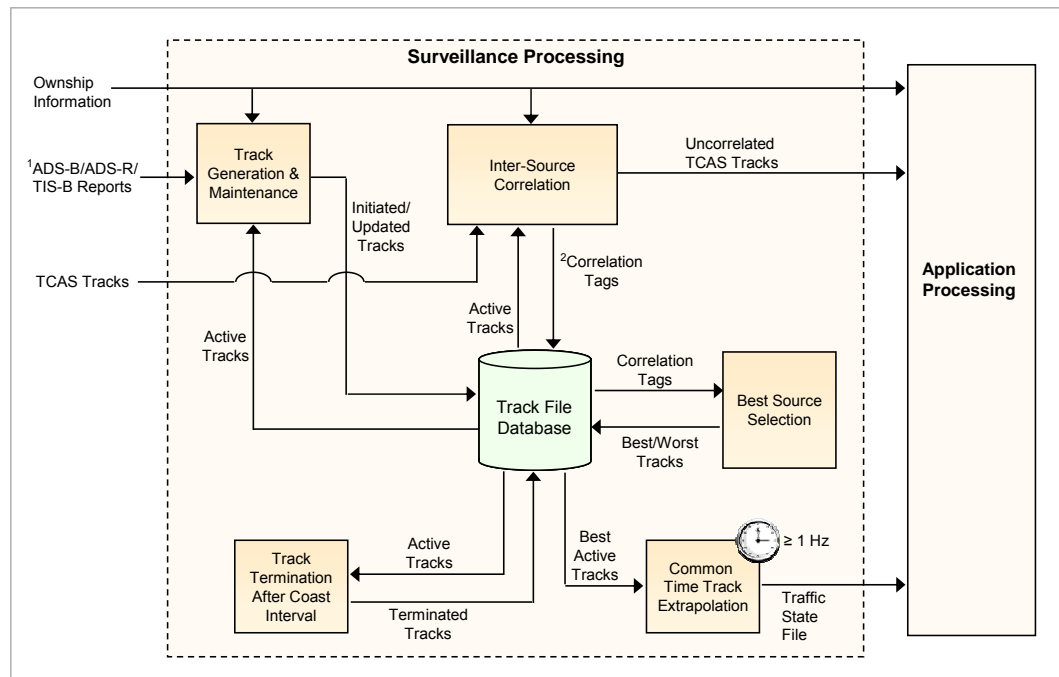 Surveillance Processing
Ownship
Information
¹ADS-B/ADS-R/
TIS-B Reports
TCAS Tracks
Track
Generation &
Maintenance
Initiated/
Updated
Tracks
Inter-Source
Correlation
Uncorrelated
TCAS Tracks
²Correlation
Tags
Active
Tracks
Active
Tracks
Application
Processing
Track File
Database
Correlation
Tags
Best/Worst
Tracks
Best Source
Selection
Track
Termination
After Coast
Interval
Active
Tracks
Terminated
Tracks
Best
Active
Tracks
Common
Time Track
Extrapolation
≥ 1 Hz
Traffic
State
File